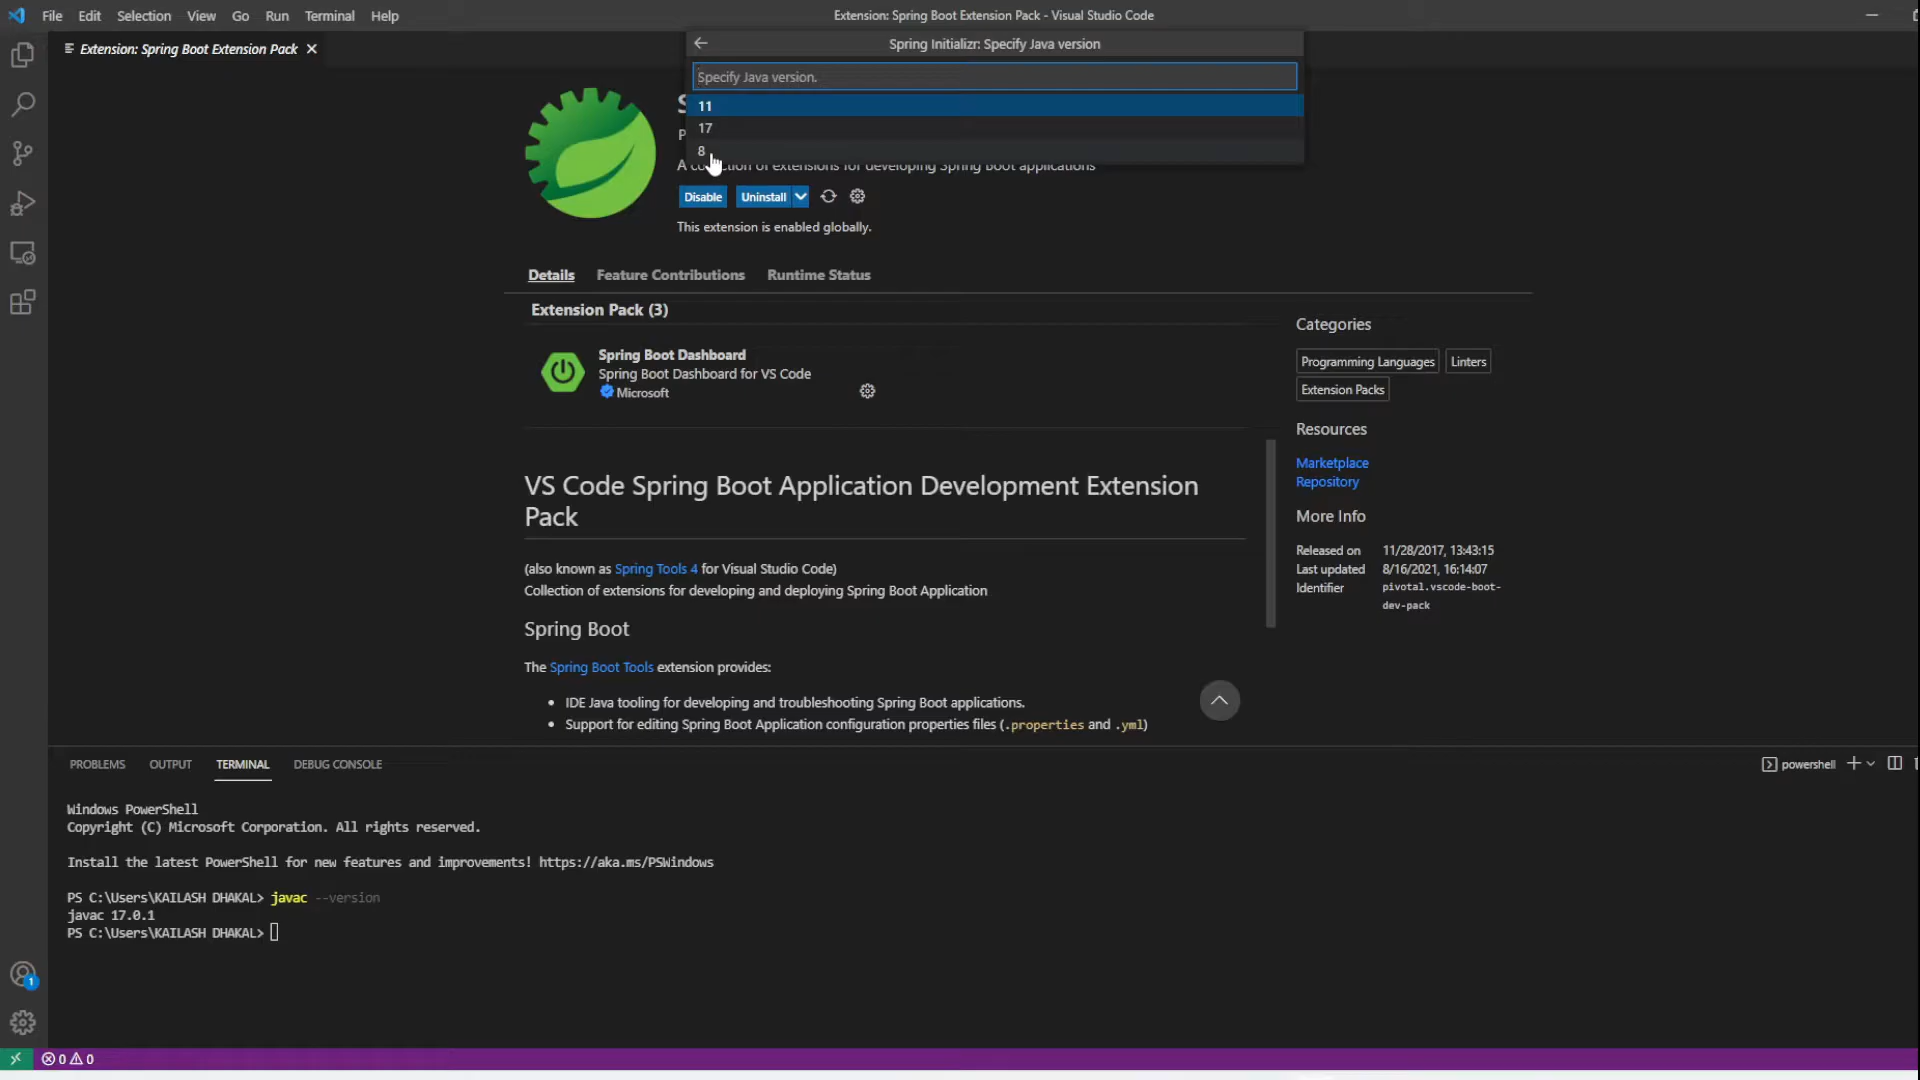 File Edit Selection View Go Run Terminal Help
Extension: Spring Boot Extension Pack - Visual Studio Code
Extension: Spring Boot Extension Pack
Spring Initializr: Specify Java version
Specify Java version.
11
17
8
A collection of extensions for developing Spring Boot applications
Disable Uninstall
This extension is enabled globally.
Details Feature Contributions Runtime Status
Extension Pack (3)
Spring Boot Dashboard
Spring Boot Dashboard for VS Code
Microsoft
VS Code Spring Boot Application Development Extension
Pack
(also known as Spring Tools 4 for Visual Studio Code)
Collection of extensions for developing and deploying Spring Boot Application
Spring Boot
The Spring Boot Tools extension provides:
• IDE Java tooling for developing and troubleshooting Spring Boot applications.
• Support for editing Spring Boot Application configuration properties files (.properties and .yml)
Categories
Programming Languages Linters
Extension Packs
Resources
Marketplace
Repository
More Info
Released on 11/28/2017, 13:43:15
Last updated 8/16/2021, 16:14:07
Identifier pivotal.vscode-boot-
dev-pack
PROBLEMS OUTPUT TERMINAL DEBUG CONSOLE
powershell
Windows PowerShell
Copyright (C) Microsoft Corporation. All rights reserved.
Install the latest PowerShell for new features and improvements! https://aka.ms/PSWindows
PS C:\Users\KAILASH DHAKAL> javac --version
javac 17.0.1
PS C:\Users\KAILASH DHAKAL>
1
0 0